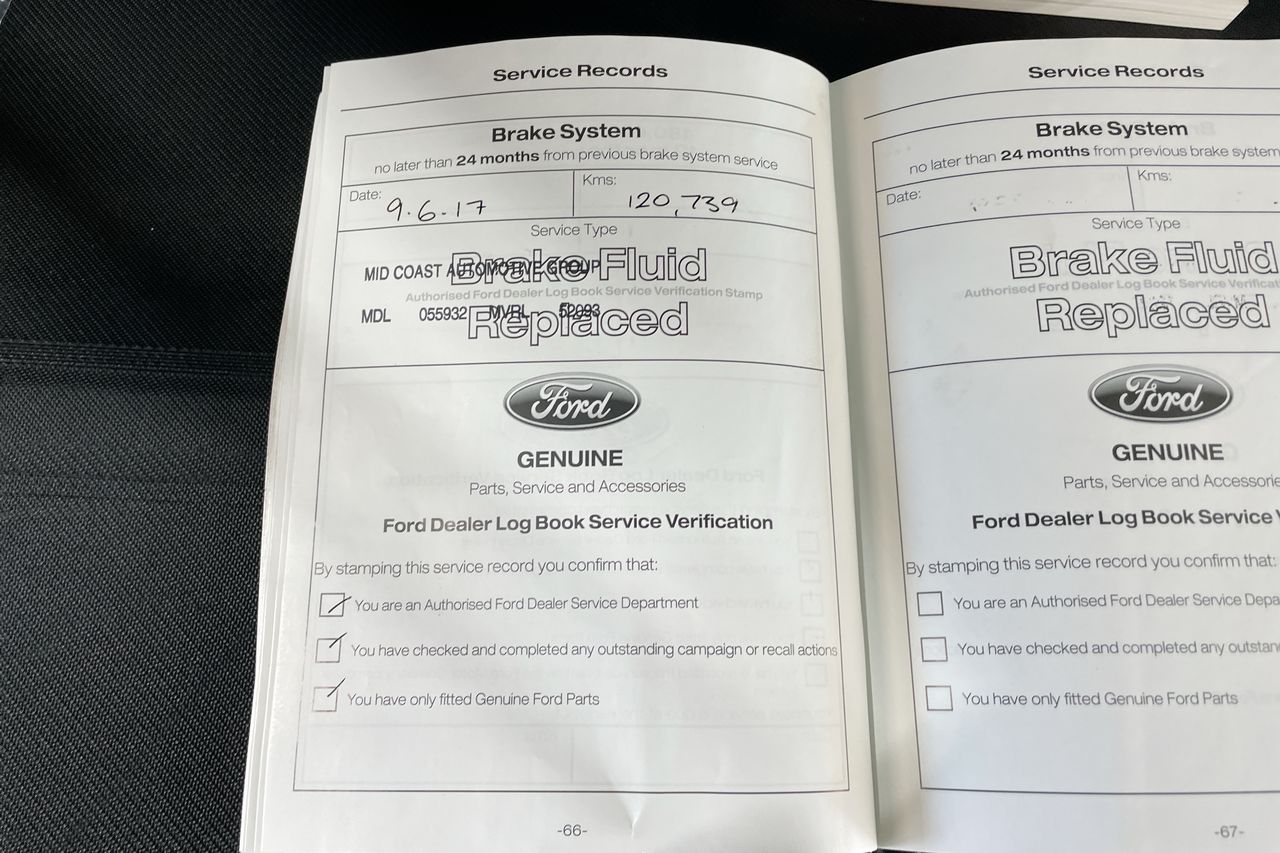 Service Records
Brake System
no later than 24 months from previous brake system service
Date: 9.6.17 Kms: 120,739
Service Type
Brake Fluid
MID COAST AUTOMOTIVE GROUP
Authorised Ford Dealer Log Book Service Verification Stamp
MDL 055932 MVRL 52093
Replaced
Ford
GENUINE
Parts, Service and Accessories
Ford Dealer Log Book Service Verification
By stamping this service record you confirm that:
You are an Authorised Ford Dealer Service Department
You have checked and completed any outstanding campaign or recall actions
You have only fitted Genuine Ford Parts
-66-
Service Records
Brake System
no later than 24 months from previous brake system
Date: Kms:
Service Type
Brake Fluid
Authorised Ford Dealer Log Book Service
Replaced
Ford
GENUINE
Parts, Service and
Ford Dealer Log Book Service
By stamping this service record you confirm that:
You are an Authorised Ford Dealer Service
You have checked and completed any
You have only fitted Genuine Ford Parts
-67-